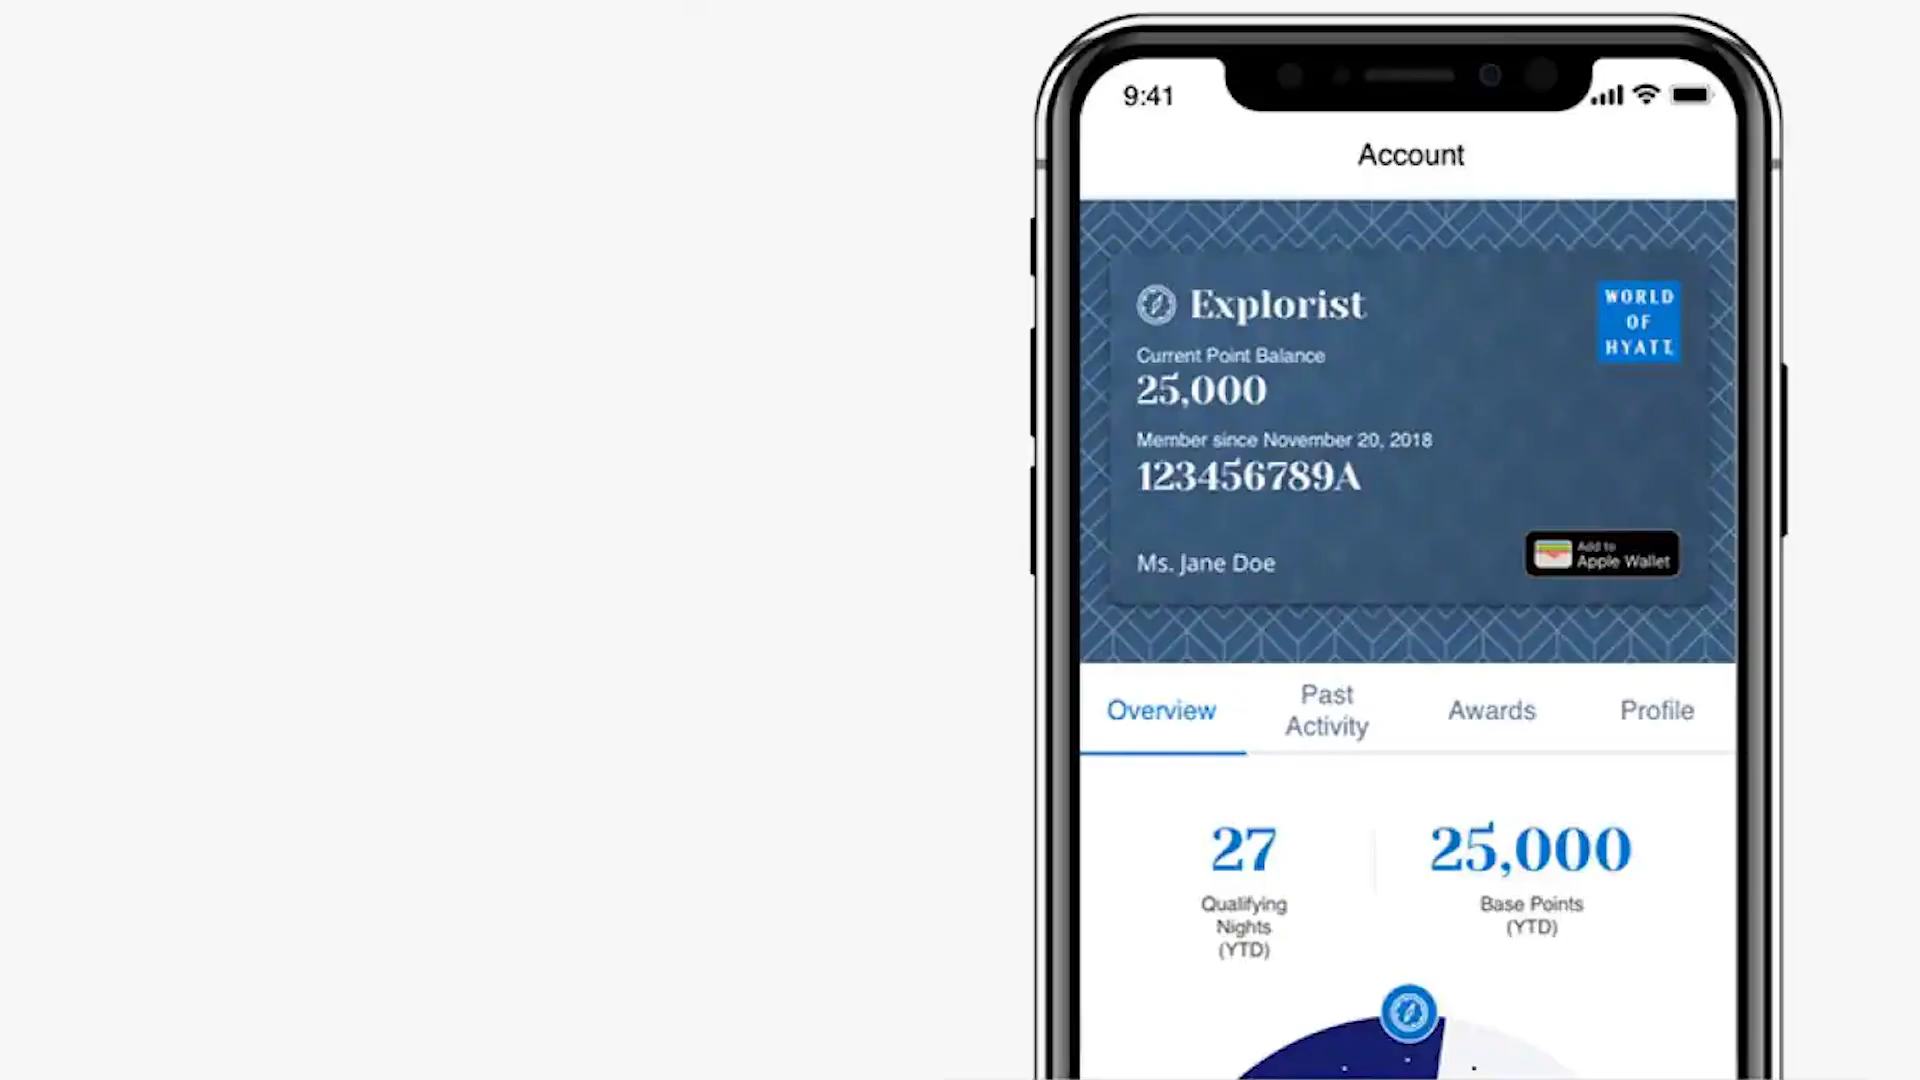 9:41
Account
Explorist
WORLD
OF
HYATT
Current Point Balance
25,000
Member since November 20, 2018
123456789A
Ms. Jane Doe
Add to
Apple Wallet
Overview
Past
Activity
Awards
Profile
27
Qualifying
Nights
(YTD)
25,000
Base Points
(YTD)